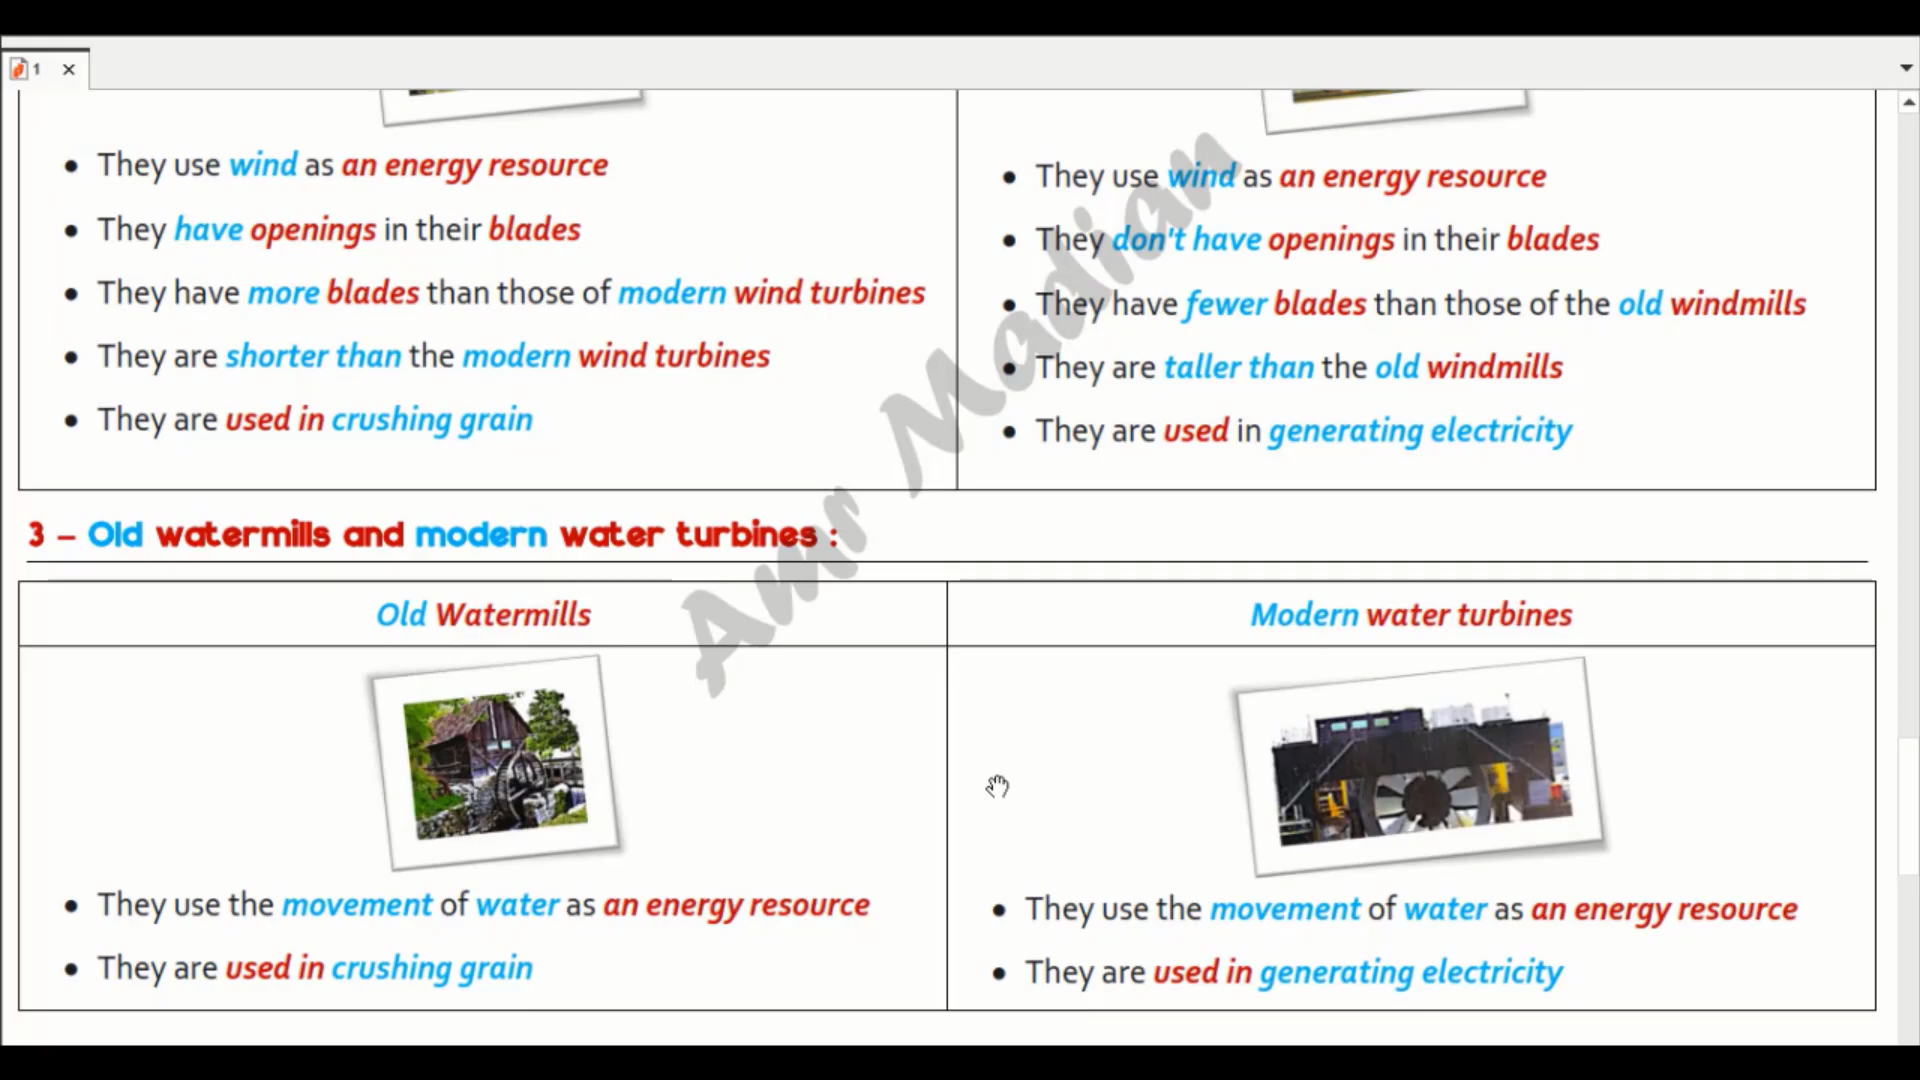 1
• They use wind as an energy resource
• They have openings in their blades
• They have more blades than those of modern wind turbines
• They are shorter than the modern wind turbines
• They are used in crushing grain
• They use wind as an energy resource
• They don't have openings in their blades
• They have fewer blades than those of the old windmills
• They are taller than the old windmills
• They are used in generating electricity
Amr Madian
3 – Old watermills and modern water turbines :
Old Watermills
Modern water turbines
• They use the movement of water as an energy resource
• They are used in crushing grain
• They use the movement of water as an energy resource
• They are used in generating electricity